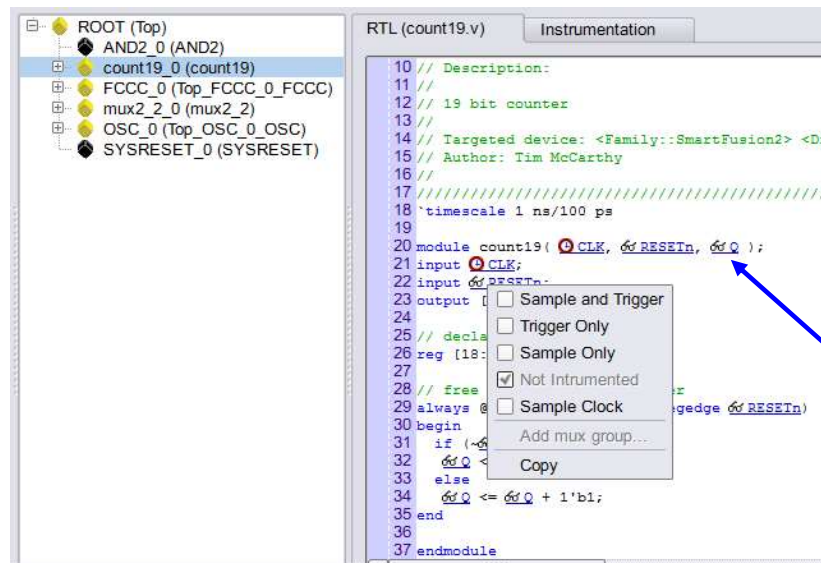 ROOT (Top)
AND2_0 (AND2)
count19_0 (count19)
FCCC_0 (Top_FCCC_0_FCCC)
mux2_2_0 (mux2_2)
OSC_0 (Top_OSC_0_OSC)
SYSRESET_0 (SYSRESET)
RTL (count19.v)
Instrumentation
10 // Description:
11 //
12 // 19 bit counter
13 //
14 // Targeted device: <Family::SmartFusion2> <D
15 // Author: Tim McCarthy
16 //
17 ////////////////////////////////////////////////
18 `timescale 1 ns/100 ps
19
20 module count19( CLK, RESETn, Q );
21 input CLK;
22 input RESETn;
23 output [
24
25 // decla
26 reg [18:
27
28 // free r
29 always @ egedge RESETn)
30 begin
31 if (~
32 Q <
33 else
34 Q <= Q + 1'b1;
35 end
36
37 endmodule
Sample and Trigger
Trigger Only
Sample Only
Not Intrumented
Sample Clock
Add mux group...
Copy